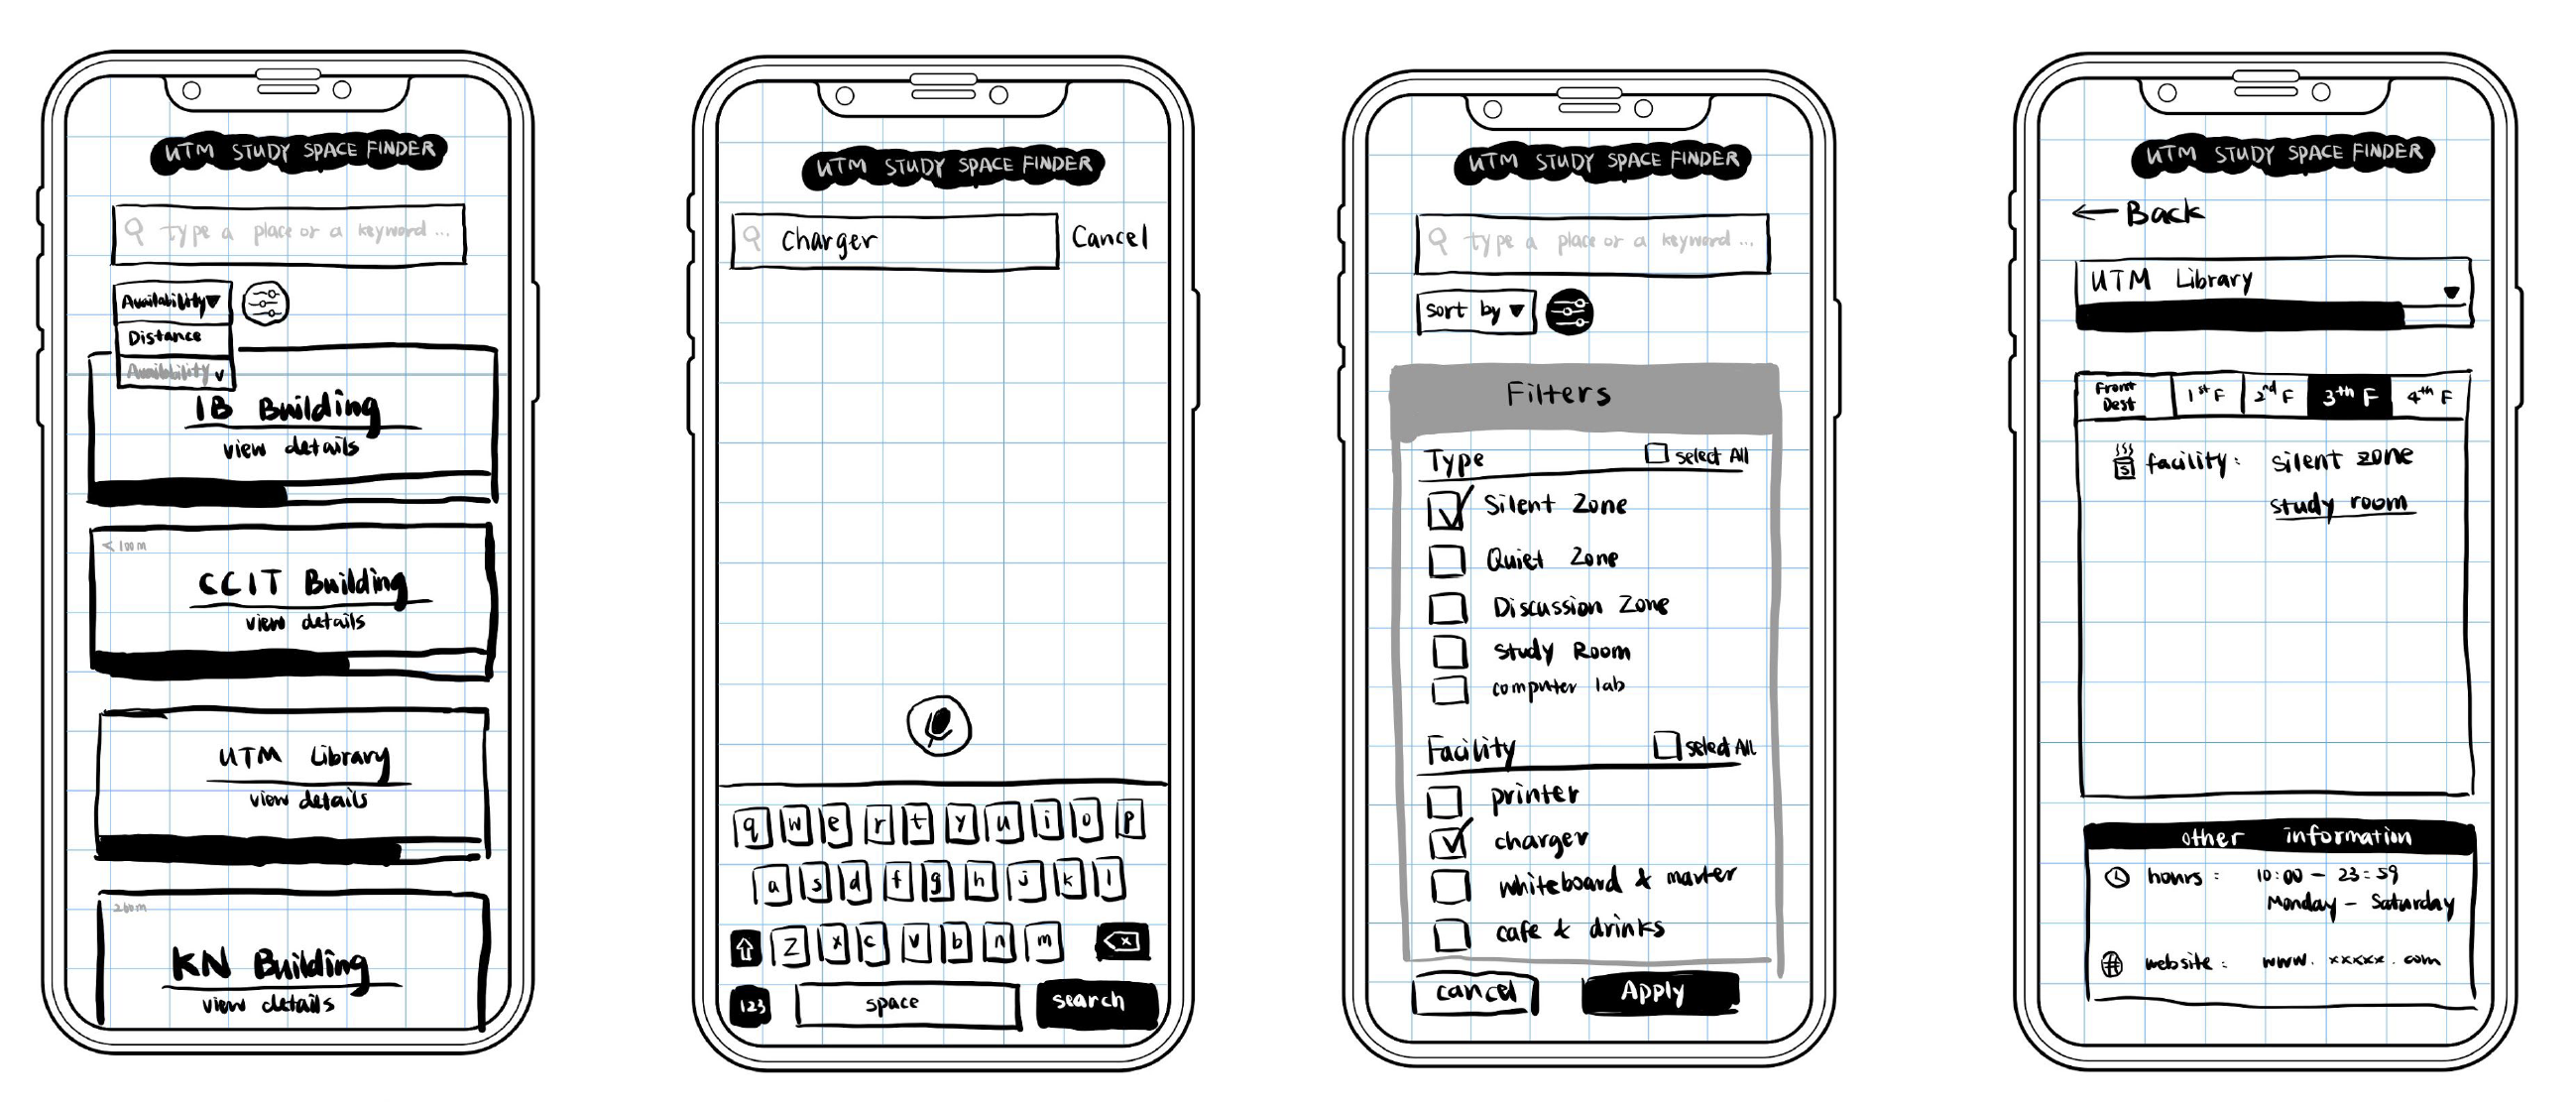 UTM STUDY SPACE FINDER
type a place or a keyword ...
Availability
Distance
Availability
IB Building
view details
< 100m
CCIT Building
view details
UTM Library
view details
200m
KN Building
view details
UTM STUDY SPACE FINDER
Charger Cancel
q w e r t y u i o p
a s d f g h j k l
z x c v b n m
123 space search
UTM STUDY SPACE FINDER
type a place or a keyword ...
sort by
Filters
Type select All
Silent Zone
Quiet Zone
Discussion Zone
Study Room
computer lab
Facility select All
printer
charger
whiteboard & marker
cafe & drinks
cancel Apply
UTM STUDY SPACE FINDER
← Back
UTM Library
Front Dest 1st F 2nd F 3th F 4th F
facility: silent zone
study room
other information
hours: 10:00 - 23:59
Monday - Saturday
website: www.xxxxx.com